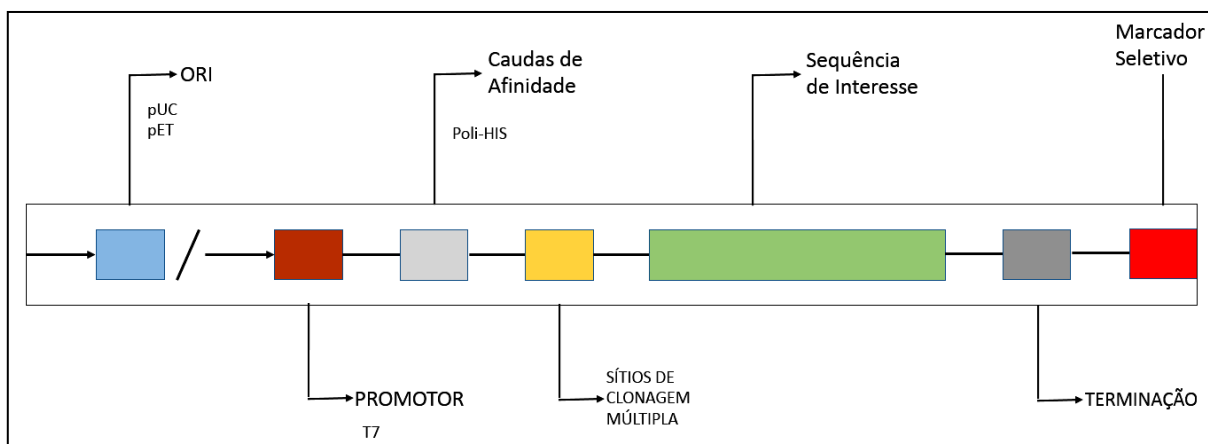 ORI
pUC
pET
Caudas de
Afinidade
Poli-HIS
Sequência
de Interesse
Marcador
Seletivo
PROMOTOR
T7
SÍTIOS DE
CLONAGEM
MÚLTIPLA
TERMINAÇÃO